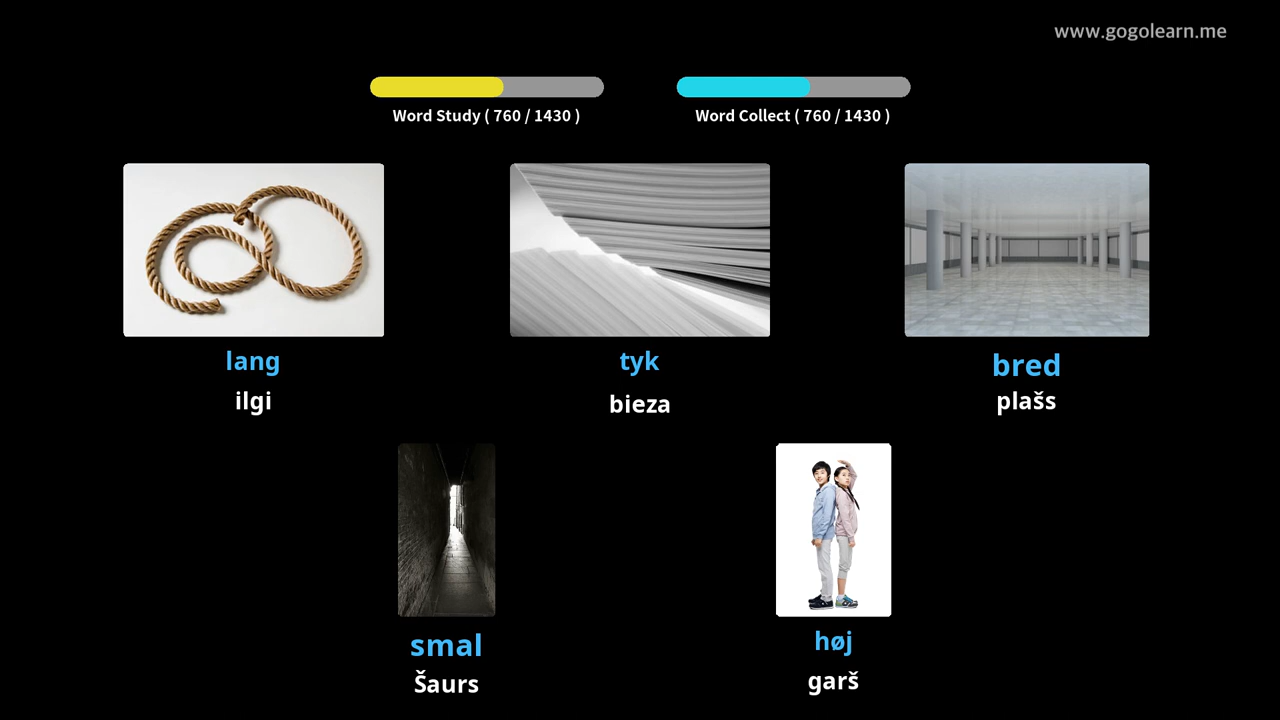 www.gogolearn.me
Word Study ( 760 / 1430 )
Word Collect ( 760 / 1430 )
lang
ilgi
tyk
bieza
bred
plašs
smal
Šaurs
høj
garš